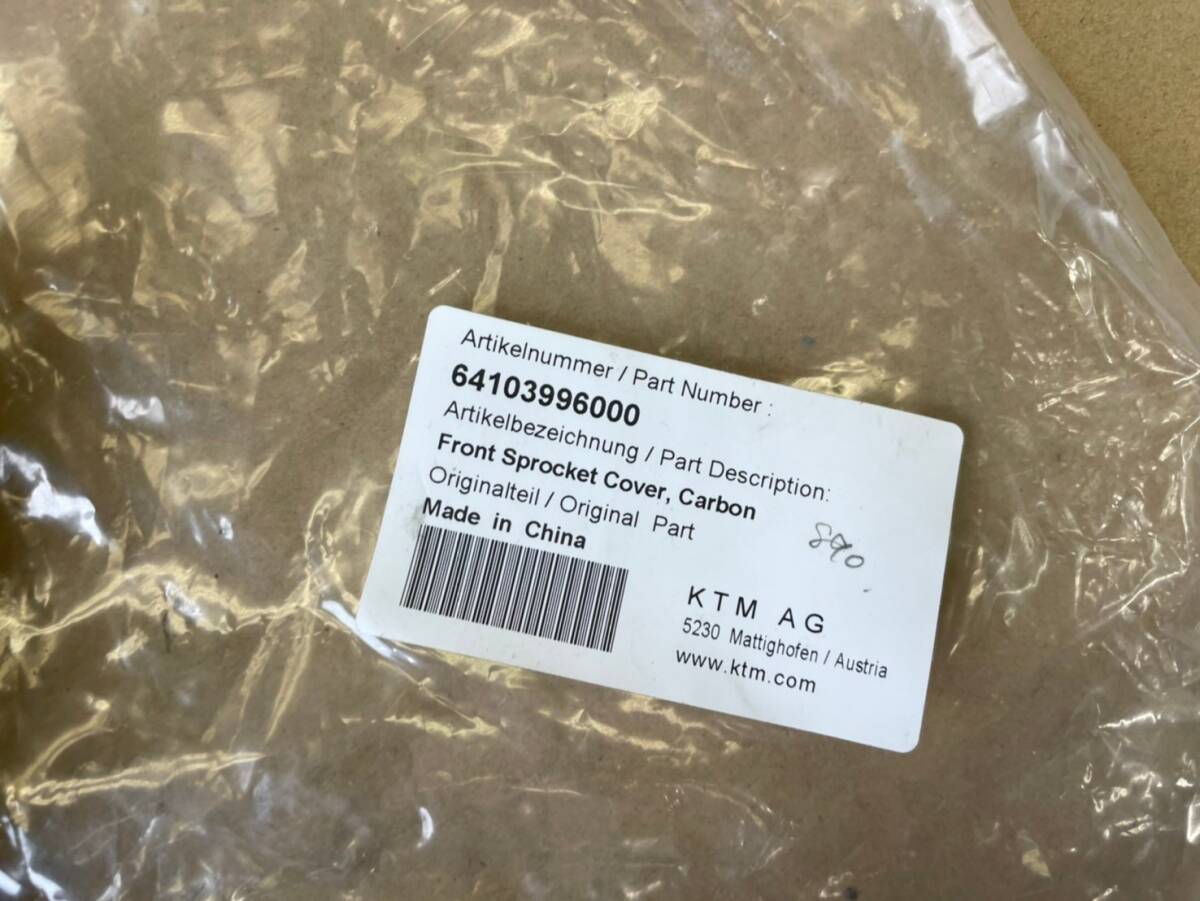 Artikelnummer / Part Number :
64103996000
Artikelbezeichnung / Part Description:
Front Sprocket Cover, Carbon
Originalteil / Original Part
Made in China
890
KTM AG
5230 Mattighofen / Austria
www.ktm.com